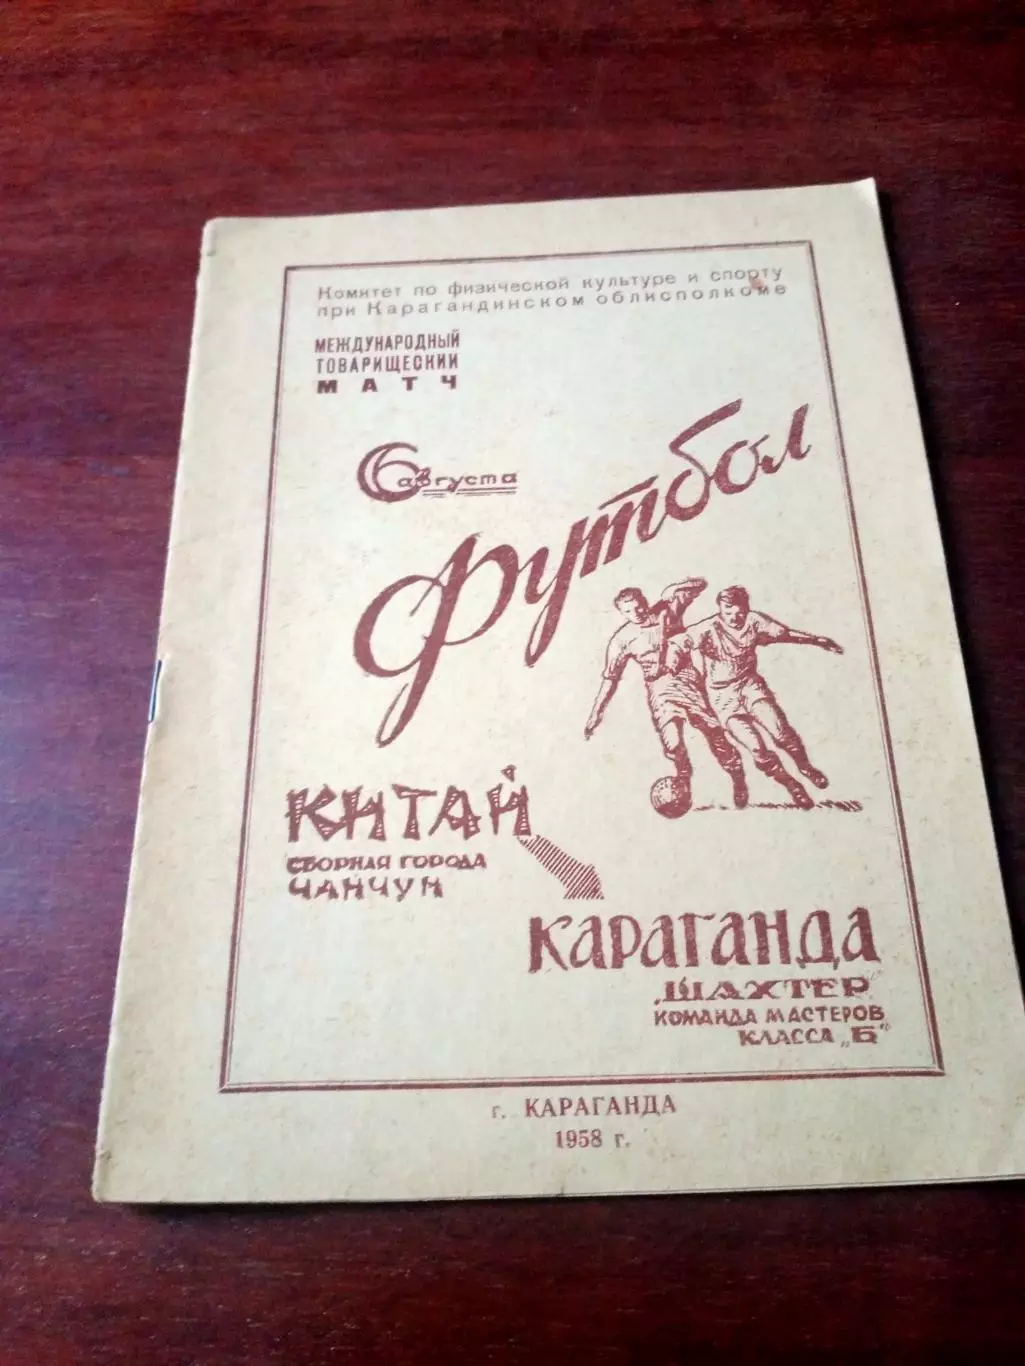 Комитет по физической культуре и спорту
при Карагандинском облисполкоме
МЕЖДУНАРОДНЫЙ
ТОВАРИЩЕСКИЙ
МАТЧ
6 августа
Футбол
КИТАЙ
СБОРНАЯ ГОРОДА
ЧАНЧУН
КАРАГАНДА
„ШАХТЕР"
КОМАНДА МАСТЕРОВ
КЛАССА „Б"
г. КАРАГАНДА
1958 г.